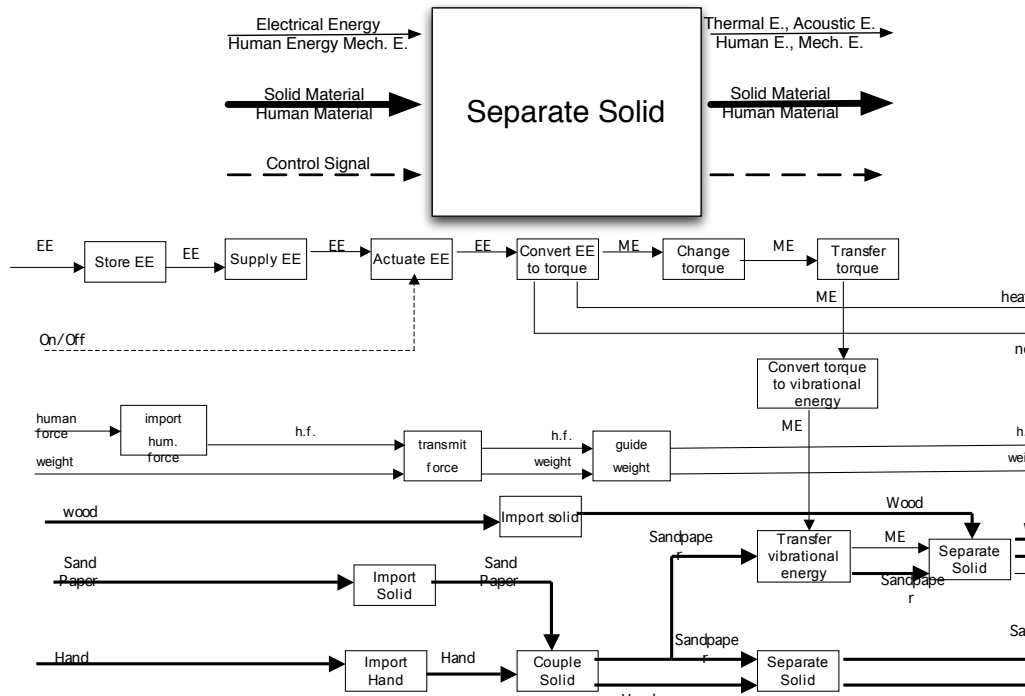 Electrical Energy
Human Energy Mech. E.
Thermal E., Acoustic E.
Human E., Mech. E.
Solid Material
Human Material
Separate Solid
Solid Material
Human Material
Control Signal
EE
Store EE
EE
Supply EE
EE
Actuate EE
EE
Convert EE
to torque
ME
Change
torque
ME
Transfer
torque
ME
On/Off
Convert torque
to vibrational
energy
ME
human
force
import
hum.
force
h.f.
transmit
force
h.f.
guide
weight
weight
weight
wood
Import solid
Wood
Sand
Paper
Import
Solid
Sand
Paper
Sandpape
r
Transfer
vibrational
energy
ME
Sandpape
r
Separate
Solid
Hand
Import
Hand
Hand
Couple
Solid
Sandpape
r
Separate
Solid